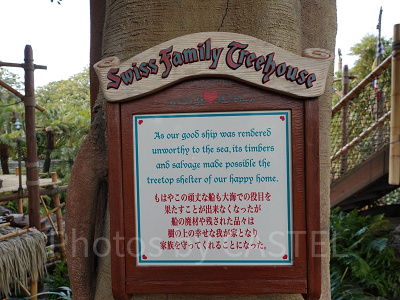 Swiss Family Treehouse
As our good ship was rendered
unworthy to the sea, its timbers
and salvage made possible the
treetop shelter of our happy home.
もはやこの頑丈な船も大海での役目を
果たすことが出来なくなったが
船の廃材や残された品々は
樹の上の幸せな我が家となり
家族を守ってくれることになった。
Photos by CASTEL